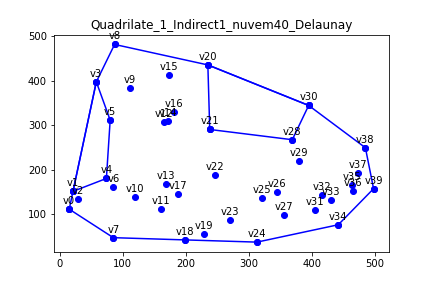 Quadrilate_1_Indirect1_nuvem40_Delaunay
500
400
300
200
100
0
100
200
300
400
500
v8
v20
v3
v15
v9
v30
v16
v5
v21
v28
v38
v29
v37
v22
v4
v1
v6
v13
v39
v10
v17
v26
v32
v25
v33
v0
v11
v31
v27
v23
v34
v19
v7
v18
v24